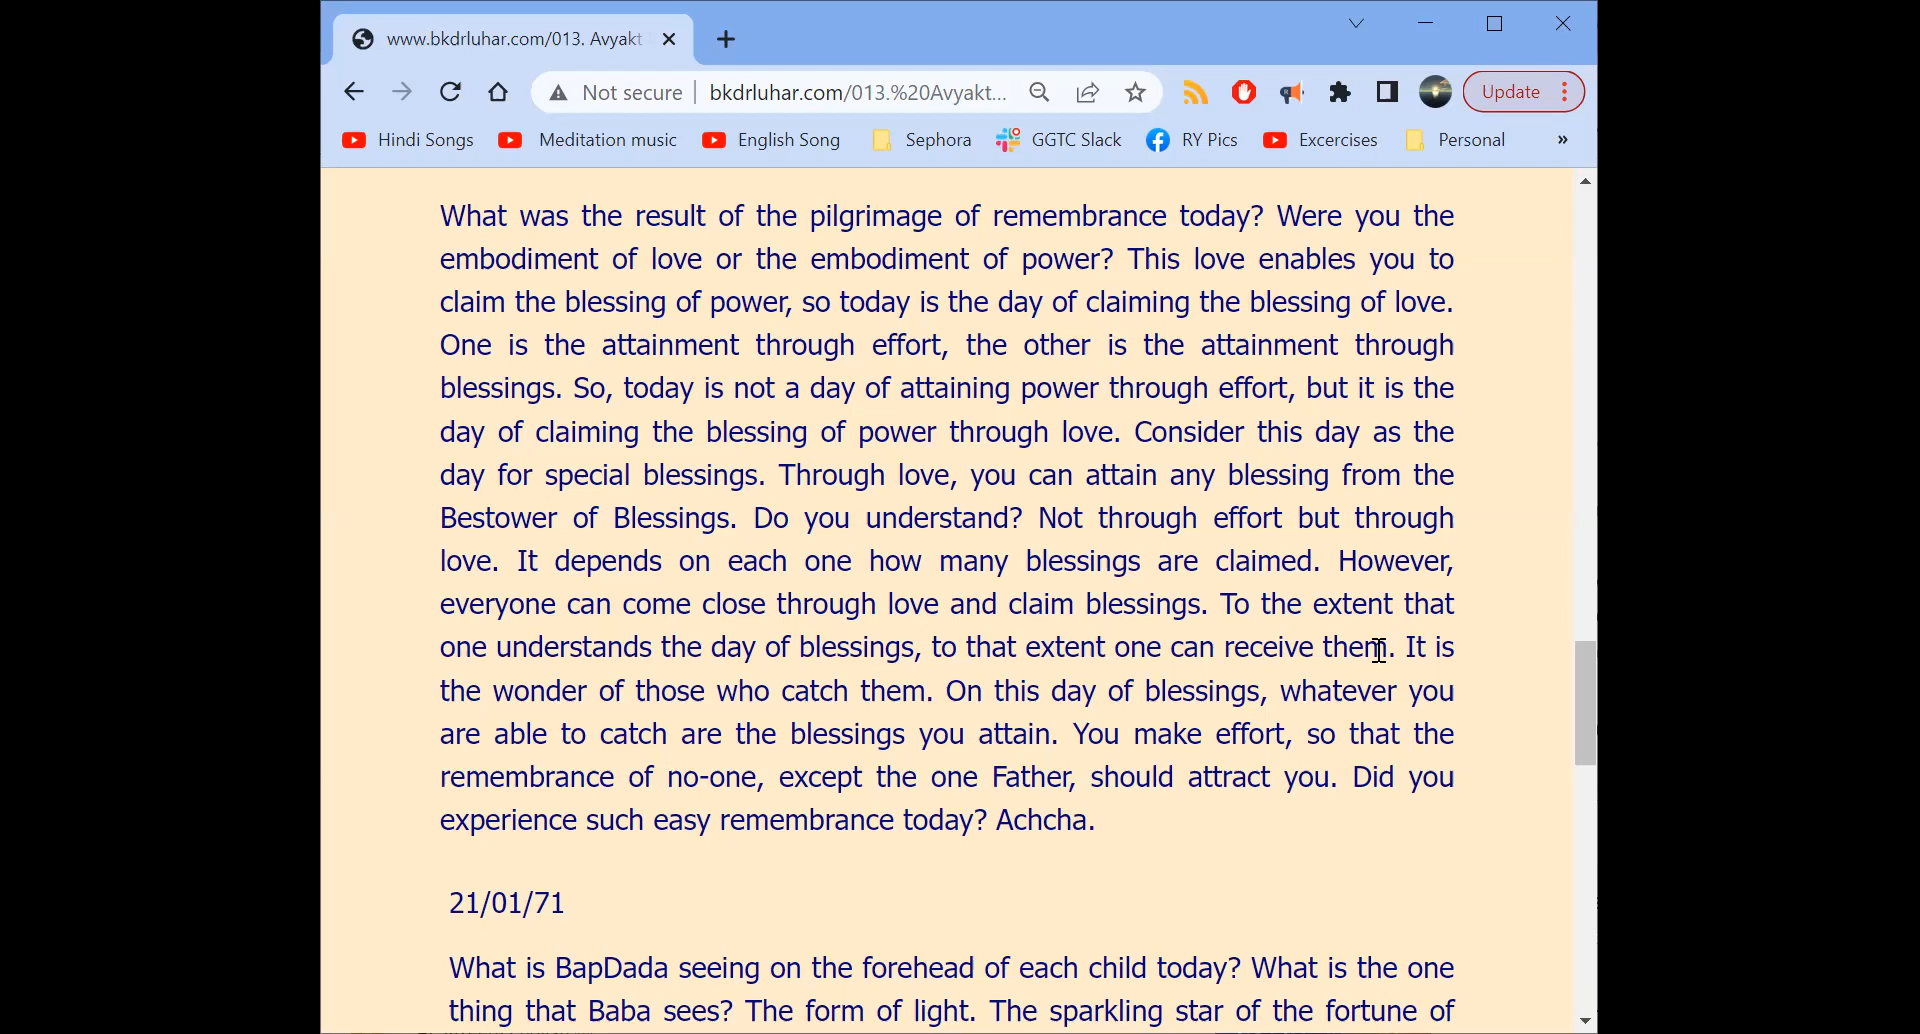 www.bkdrluhar.com/013. Avyakt
Not secure
bkdrluhar.com/013.%20Avyakt...
Update
Hindi Songs
Meditation music
English Song
Sephora
GGTC Slack
RY Pics
Excercises
Personal
»
What was the result of the pilgrimage of remembrance today? Were you the
embodiment of love or the embodiment of power? This love enables you to
claim the blessing of power, so today is the day of claiming the blessing of love.
One is the attainment through effort, the other is the attainment through
blessings. So, today is not a day of attaining power through effort, but it is the
day of claiming the blessing of power through love. Consider this day as the
day for special blessings. Through love, you can attain any blessing from the
Bestower of Blessings. Do you understand? Not through effort but through
love. It depends on each one how many blessings are claimed. However,
everyone can come close through love and claim blessings. To the extent that
one understands the day of blessings, to that extent one can receive them. It is
the wonder of those who catch them. On this day of blessings, whatever you
are able to catch are the blessings you attain. You make effort, so that the
remembrance of no-one, except the one Father, should attract you. Did you
experience such easy remembrance today? Achcha.
21/01/71
What is BapDada seeing on the forehead of each child today? What is the one
thing that Baba sees? The form of light. The sparkling star of the fortune of